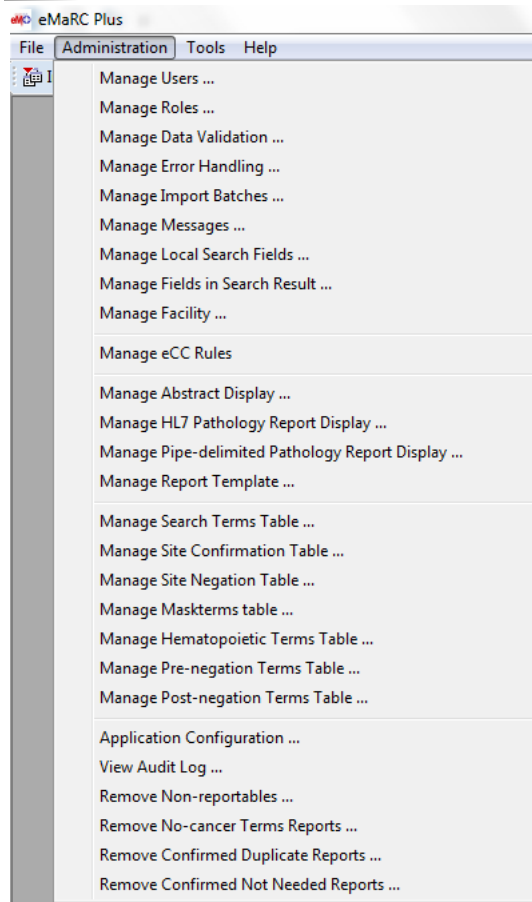 eMaRC Plus
File Administration Tools Help
I
Manage Users ...
Manage Roles ...
Manage Data Validation ...
Manage Error Handling ...
Manage Import Batches ...
Manage Messages ...
Manage Local Search Fields ...
Manage Fields in Search Result ...
Manage Facility ...
Manage eCC Rules
Manage Abstract Display ...
Manage HL7 Pathology Report Display ...
Manage Pipe-delimited Pathology Report Display ...
Manage Report Template ...
Manage Search Terms Table ...
Manage Site Confirmation Table ...
Manage Site Negation Table ...
Manage Maskterms table ...
Manage Hematopoietic Terms Table ...
Manage Pre-negation Terms Table ...
Manage Post-negation Terms Table ...
Application Configuration ...
View Audit Log ...
Remove Non-reportables ...
Remove No-cancer Terms Reports ...
Remove Confirmed Duplicate Reports ...
Remove Confirmed Not Needed Reports ...